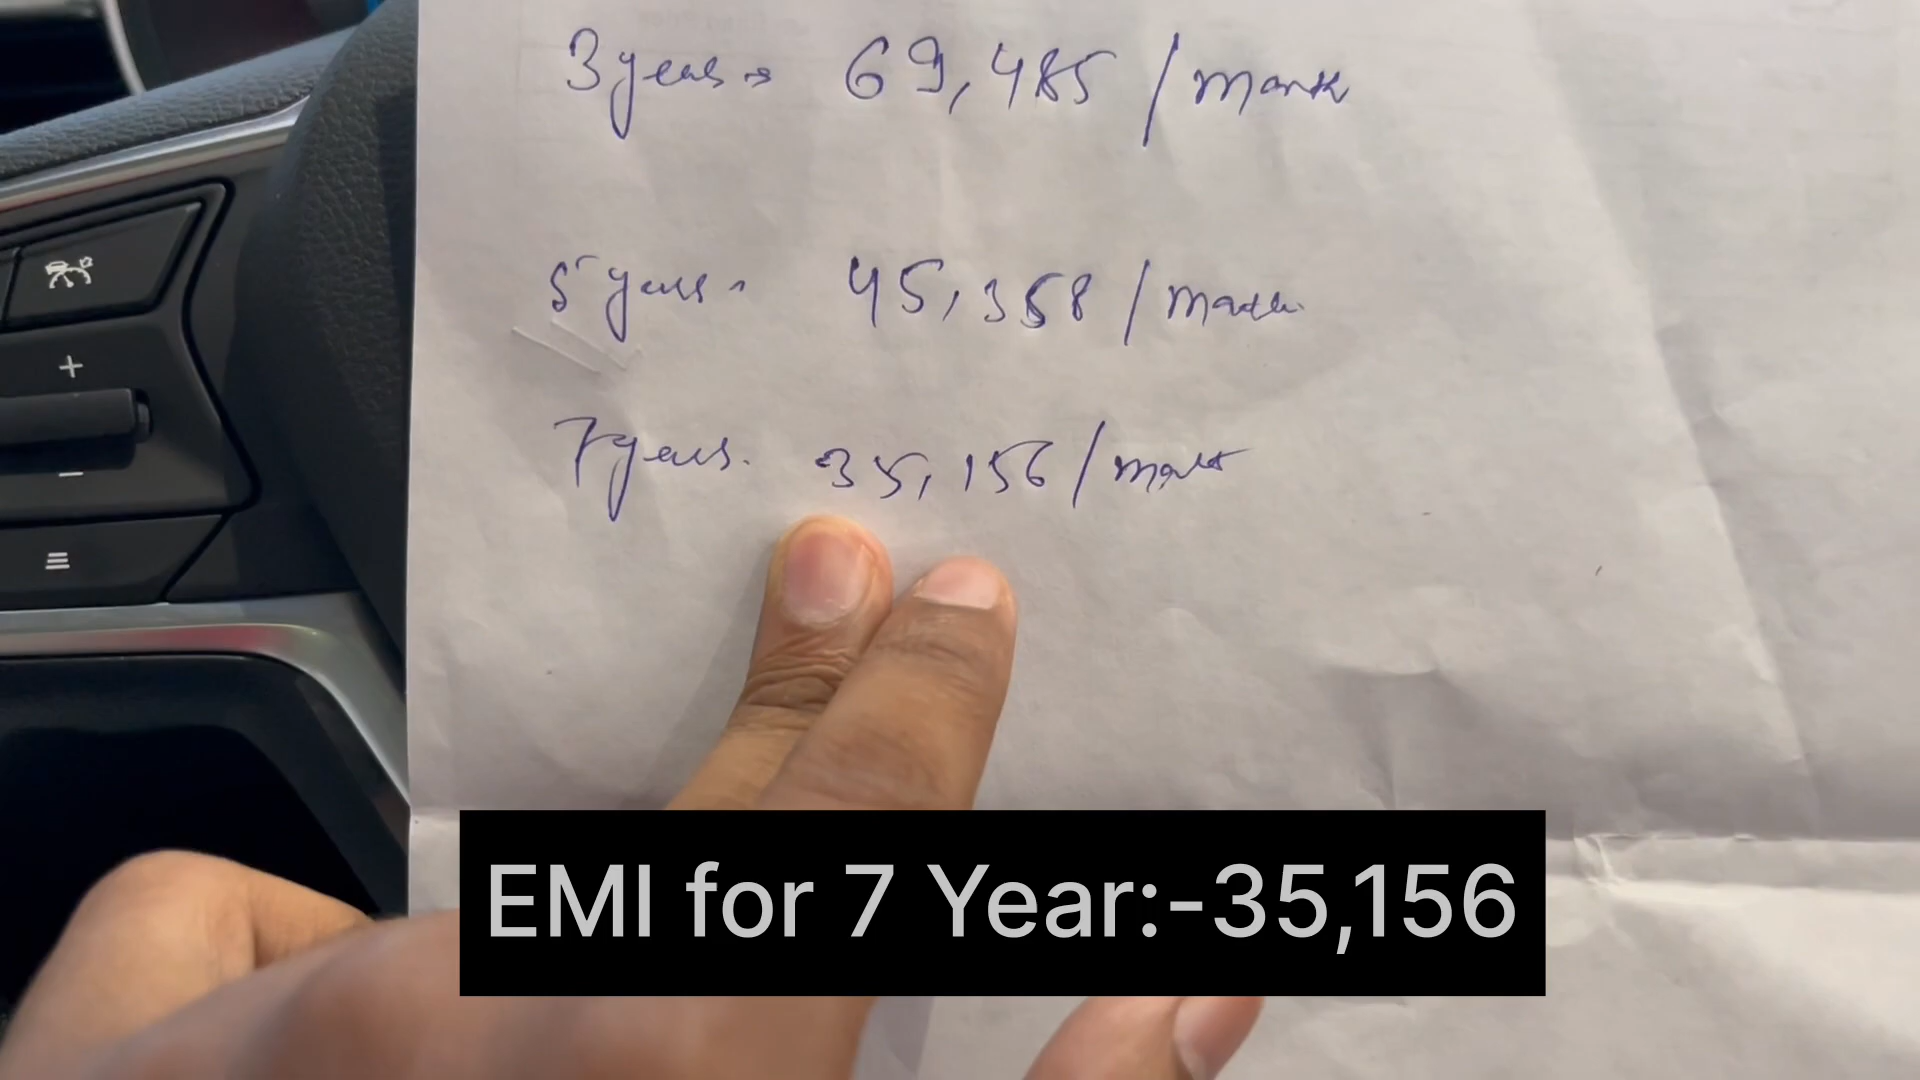 3 years = 69,485 / month
5 years = 45,358 / month
7 years. 35,156 / month
EMI for 7 Year:-35,156